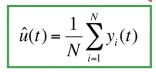 û(t) = 1/N ∑_{i=1}^{N} y_i(t)